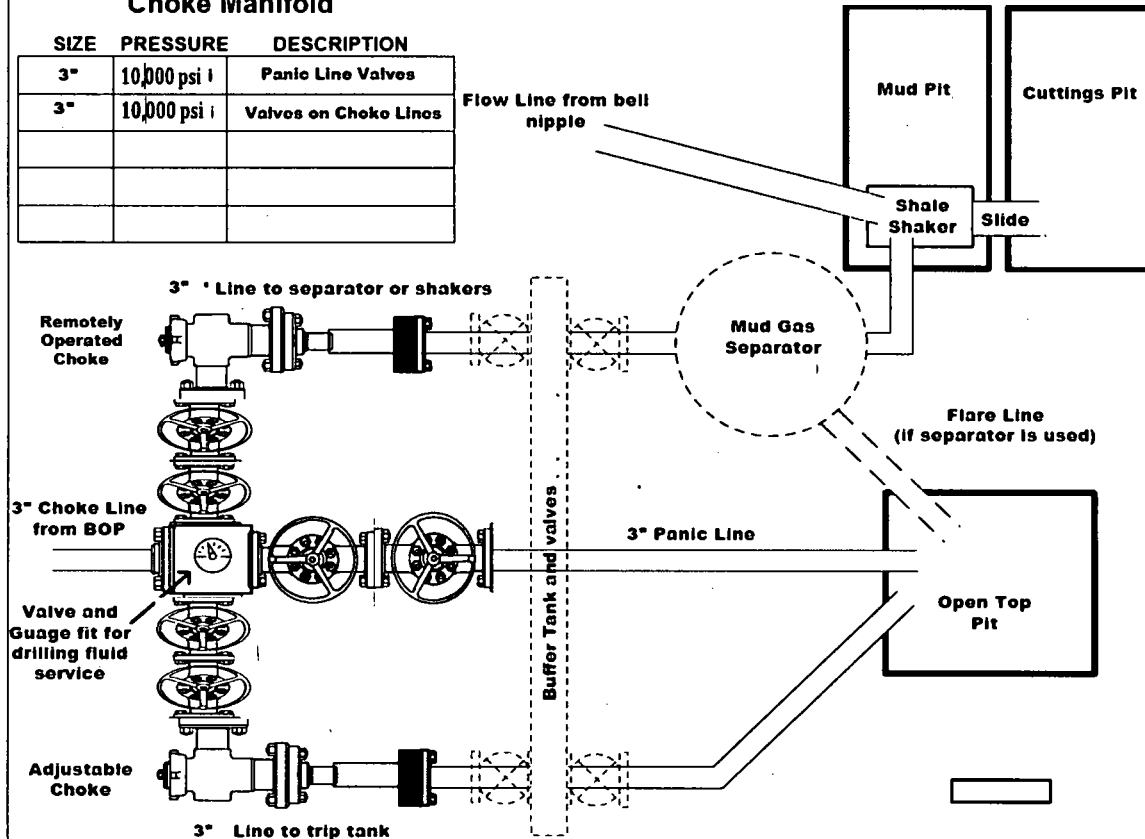 Choke Manifold
SIZE PRESSURE DESCRIPTION
3" 10,000 psi Panic Line Valves
3" 10,000 psi Valves on Choke Lines
Flow Line from bell
nipple
Mud Pit
Cuttings Pit
Shale
Shaker
Slide
3" Line to separator or shakers
Remotely
Operated
Choke
Mud Gas
Separator
Flare Line
(if separator is used)
3" Choke Line
from BOP
Buffer Tank and valves
3" Panic Line
Valve and
Guage fit for
drilling fluid
service
Open Top
Pit
Adjustable
Choke
3" Line to trip tank